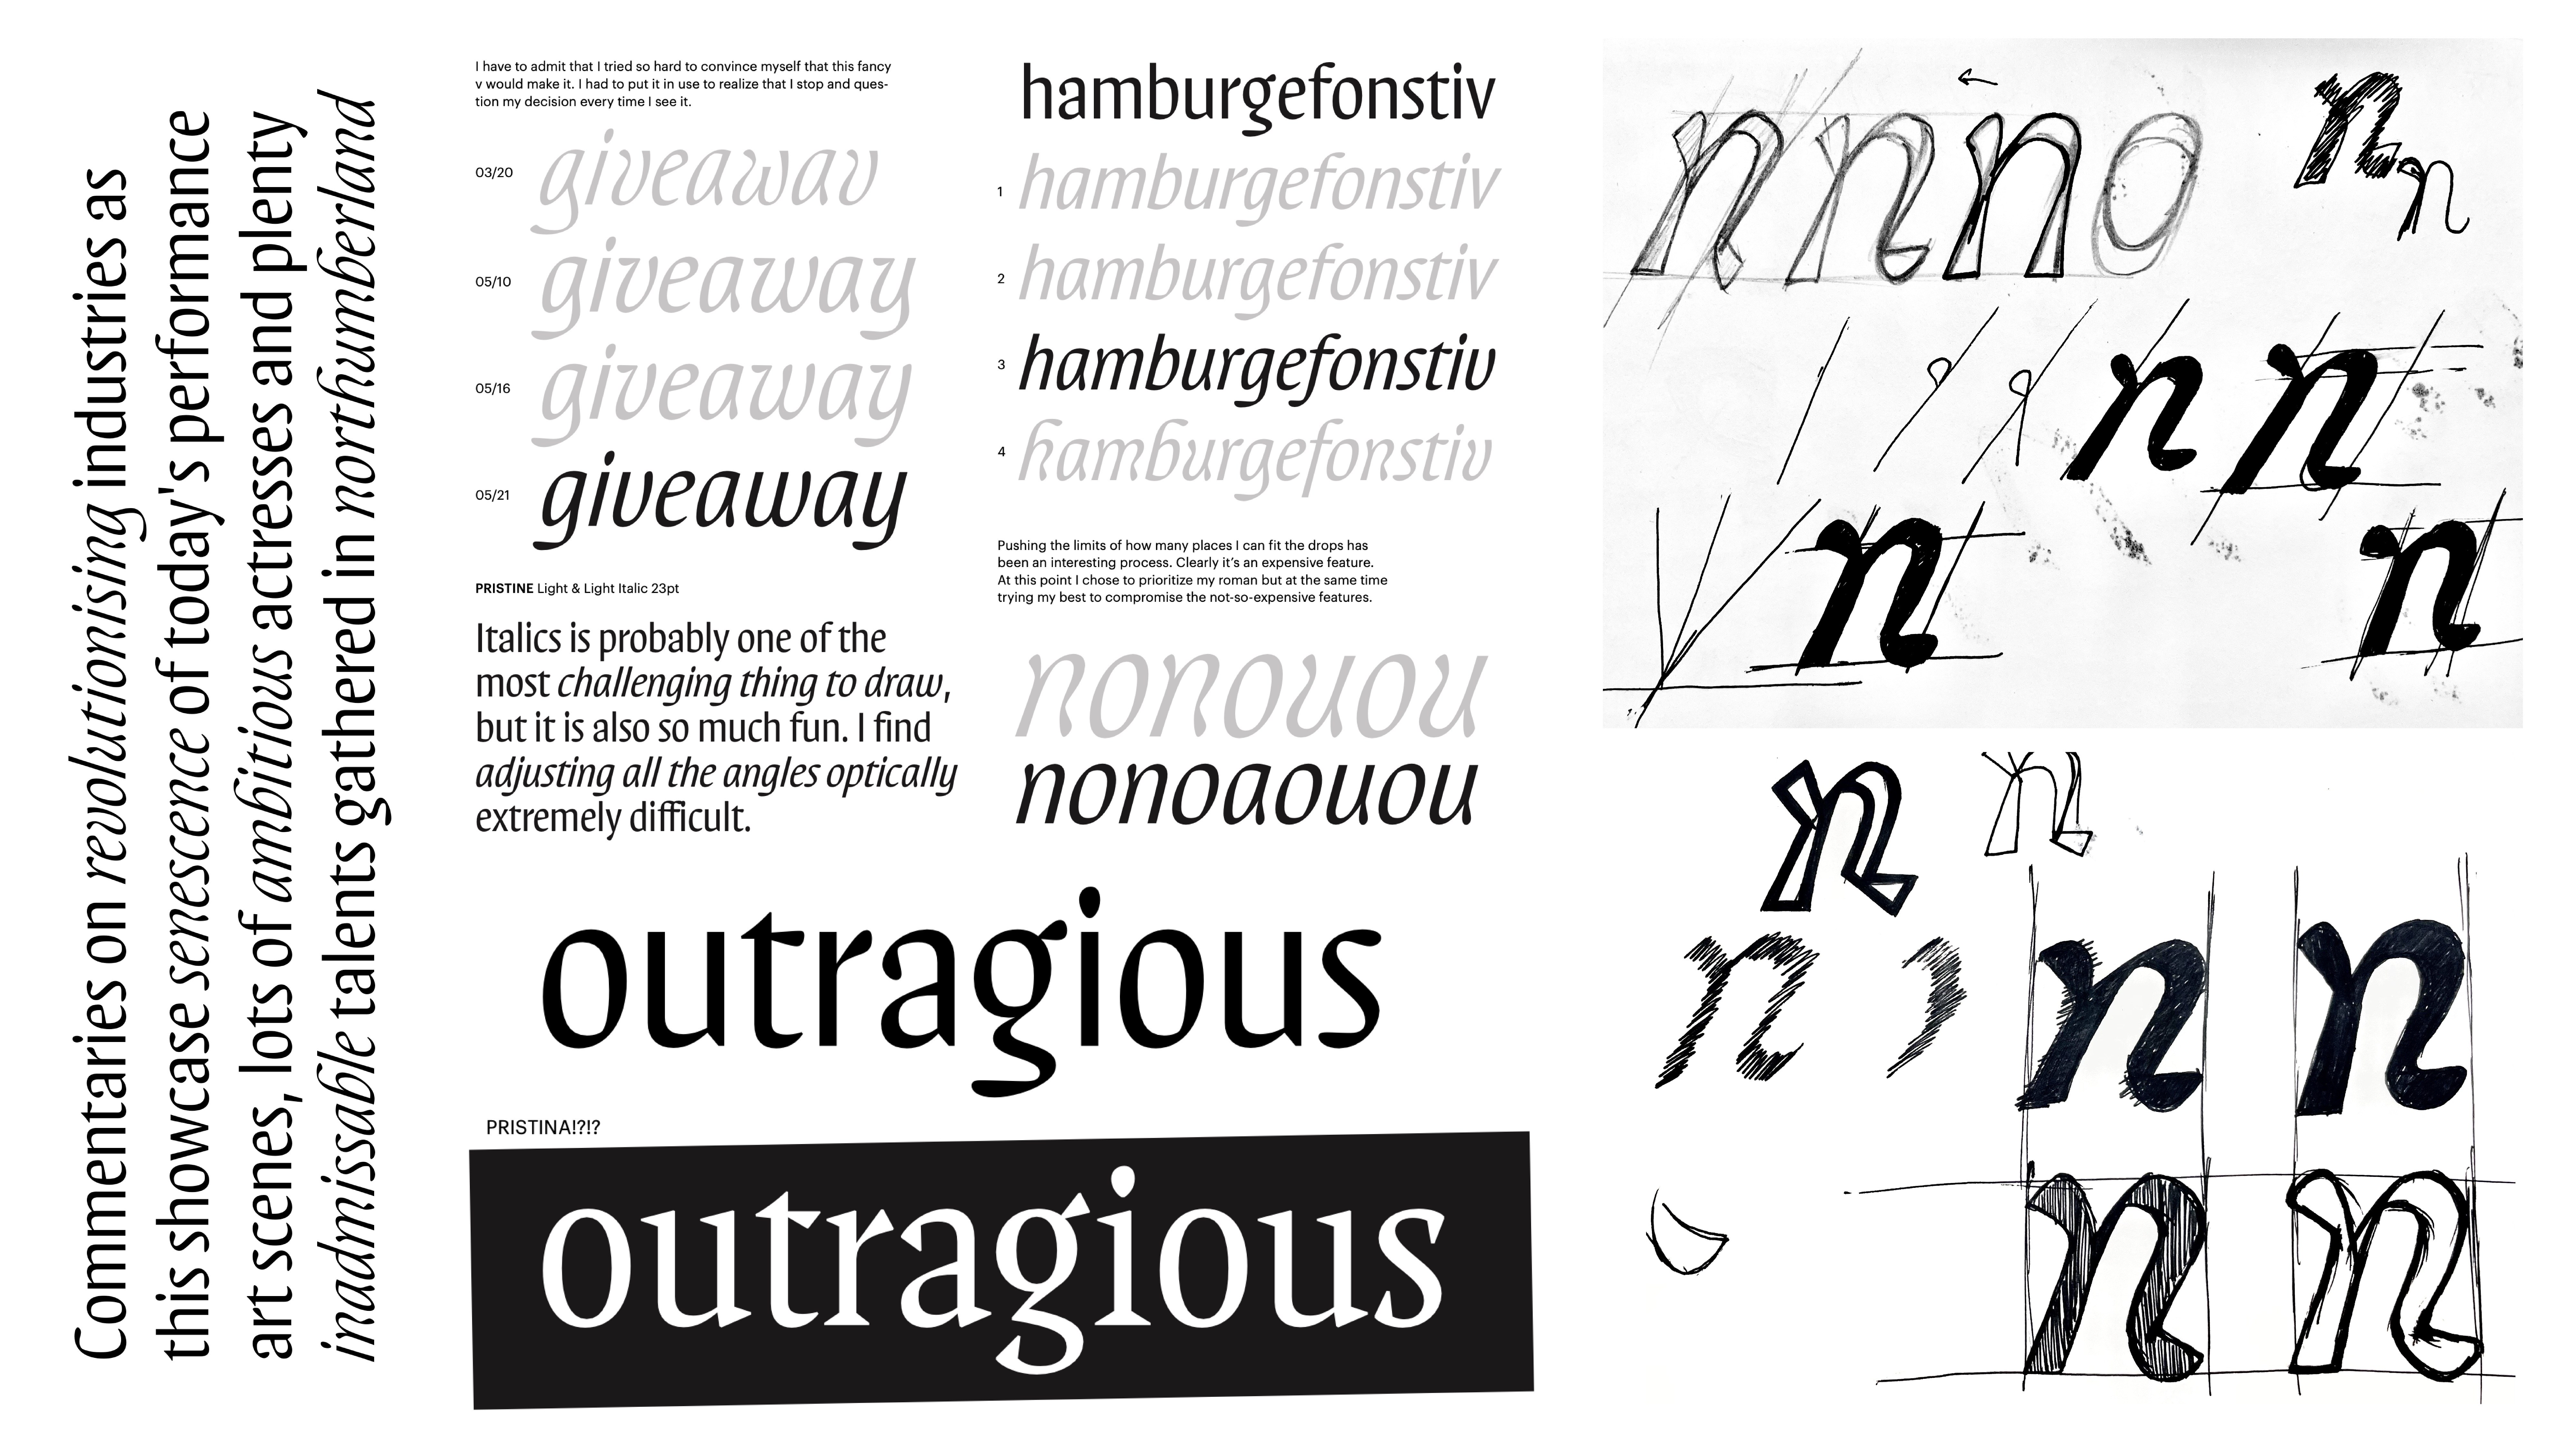 Commentaries on revolutionising industries as
this showcase senescence of today's performance
art scenes, lots of ambitious actresses and plenty
inadmissable talents gathered in northumberland
I have to admit that I tried so hard to convince myself that this fancy
v would make it. I had to put it in use to realize that I stop and ques-
tion my decision every time I see it.
03/20 giveawav
05/10 giveaway
05/16 giveaway
05/21 giveaway
PRISTINE Light & Light Italic 23pt
Italics is probably one of the
most challenging thing to draw,
but it is also so much fun. I find
adjusting all the angles optically
extremely difficult.
hamburgefonstiv
1 hamburgefonstiv
2 hamburgefonstiv
3 hamburgefonstiv
4 hamburgefonstiv
Pushing the limits of how many places I can fit the drops has
been an interesting process. Clearly it's an expensive feature.
At this point I chose to prioritize my roman but at the same time
trying my best to compromise the not-so-expensive features.
nonouou
nonoaouou
outragious
PRISTINA!?!?
outragious
n n n o n
n
n n
n n
n n
n n n
n n